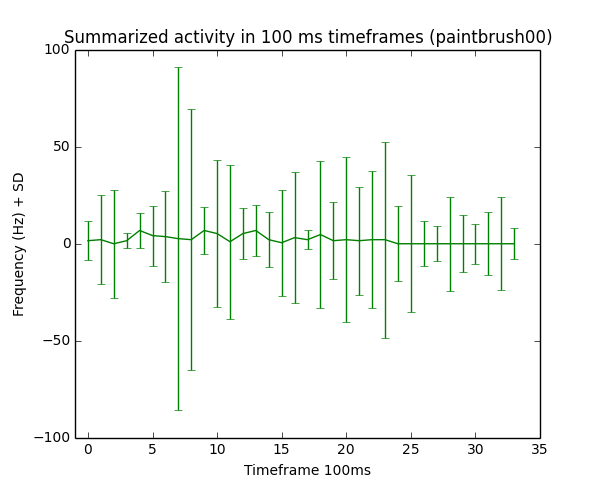 Summarized activity in 100 ms timeframes (paintbrush00)
100
50
0
−50
−100
Frequency (Hz) + SD
0 5 10 15 20 25 30 35
Timeframe 100ms